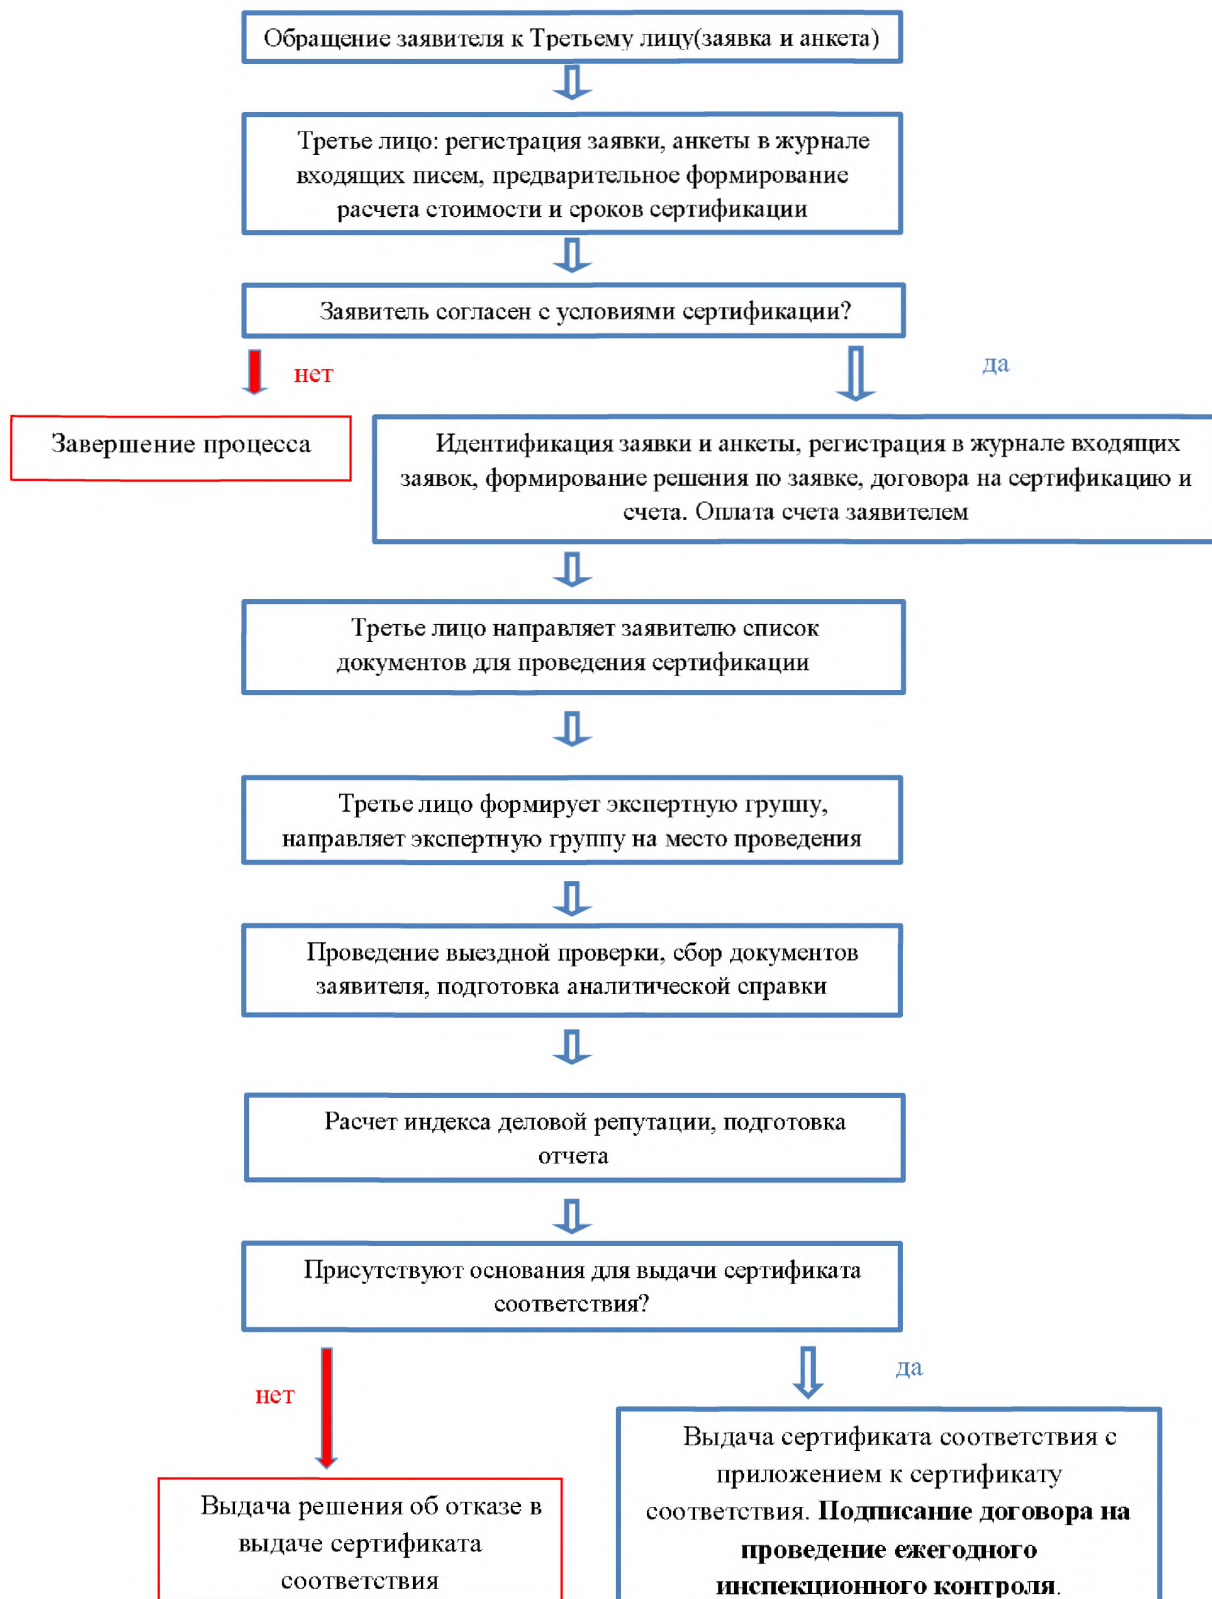 Обращение заявителя к Третьему лицу(заявка и анкета)
Третье лицо: регистрация заявки, анкеты в журнале
входящих писем, предварительное формирование
расчета стоимости и сроков сертификации
Заявитель согласен с условиями сертификации?
нет
да
Завершение процесса
Идентификация заявки и анкеты, регистрация в журнале входящих
заявок, формирование решения по заявке, договора на сертификацию и
счета. Оплата счета заявителем
Третье лицо направляет заявителю список
документов для проведения сертификации
Третье лицо формирует экспертную группу,
направляет экспертную группу на место проведения
Проведение выездной проверки, сбор документов
заявителя, подготовка аналитической справки
Расчет индекса деловой репутации, подготовка
отчета
Присутствуют основания для выдачи сертификата
соответствия?
нет
да
Выдача решения об отказе в
выдаче сертификата
соответствия
Выдача сертификата соответствия с
приложением к сертификату
соответствия. Подписание договора на
проведение ежегодного
инспекционного контроля.